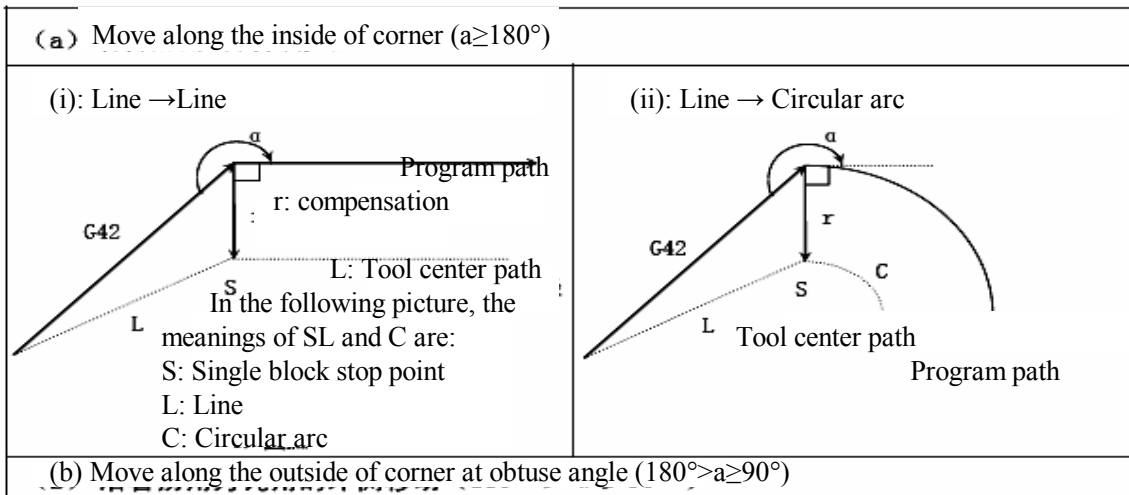 (a) Move along the inside of corner (a≥180°)
(i): Line →Line
α
Program path
r: compensation
G42
L: Tool center path
S
In the following picture, the
L
meanings of SL and C are:
S: Single block stop point
L: Line
C: Circular arc
(ii): Line → Circular arc
α
r
G42
C
S
L
Tool center path
Program path
(b) Move along the outside of corner at obtuse angle (180°>a≥90°)